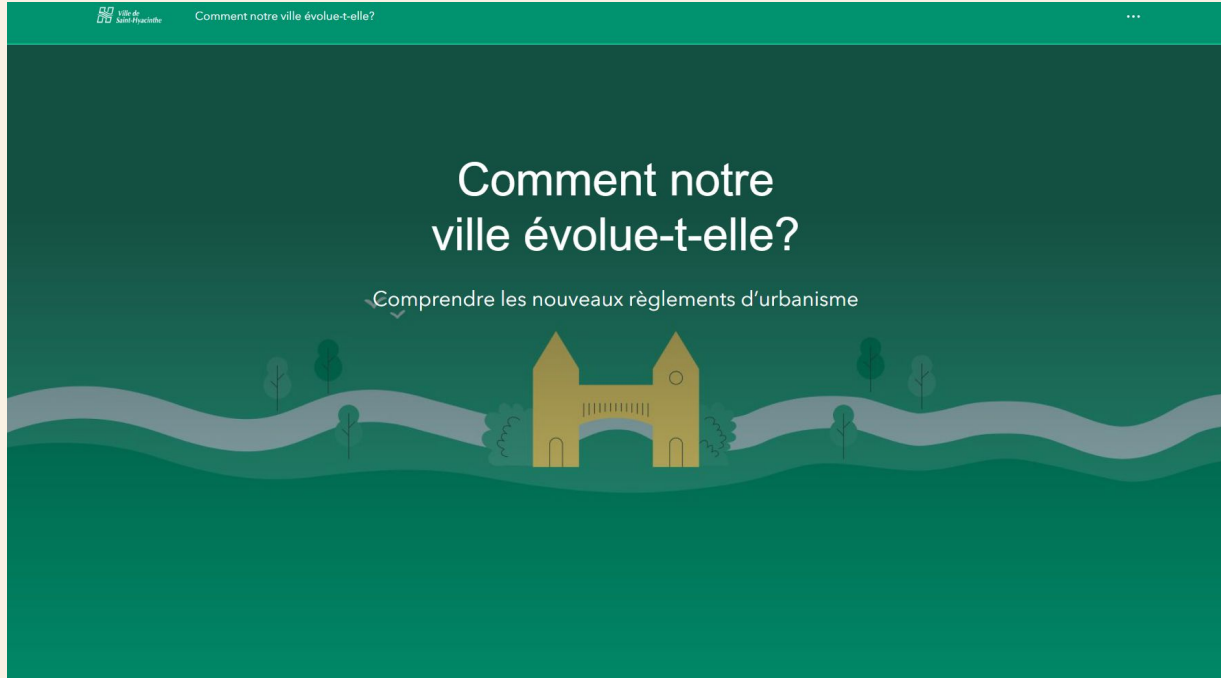 Ville de
Saint-Hyacinthe
Comment notre ville évolue-t-elle?
Comment notre
ville évolue-t-elle?
Comprendre les nouveaux règlements d'urbanisme